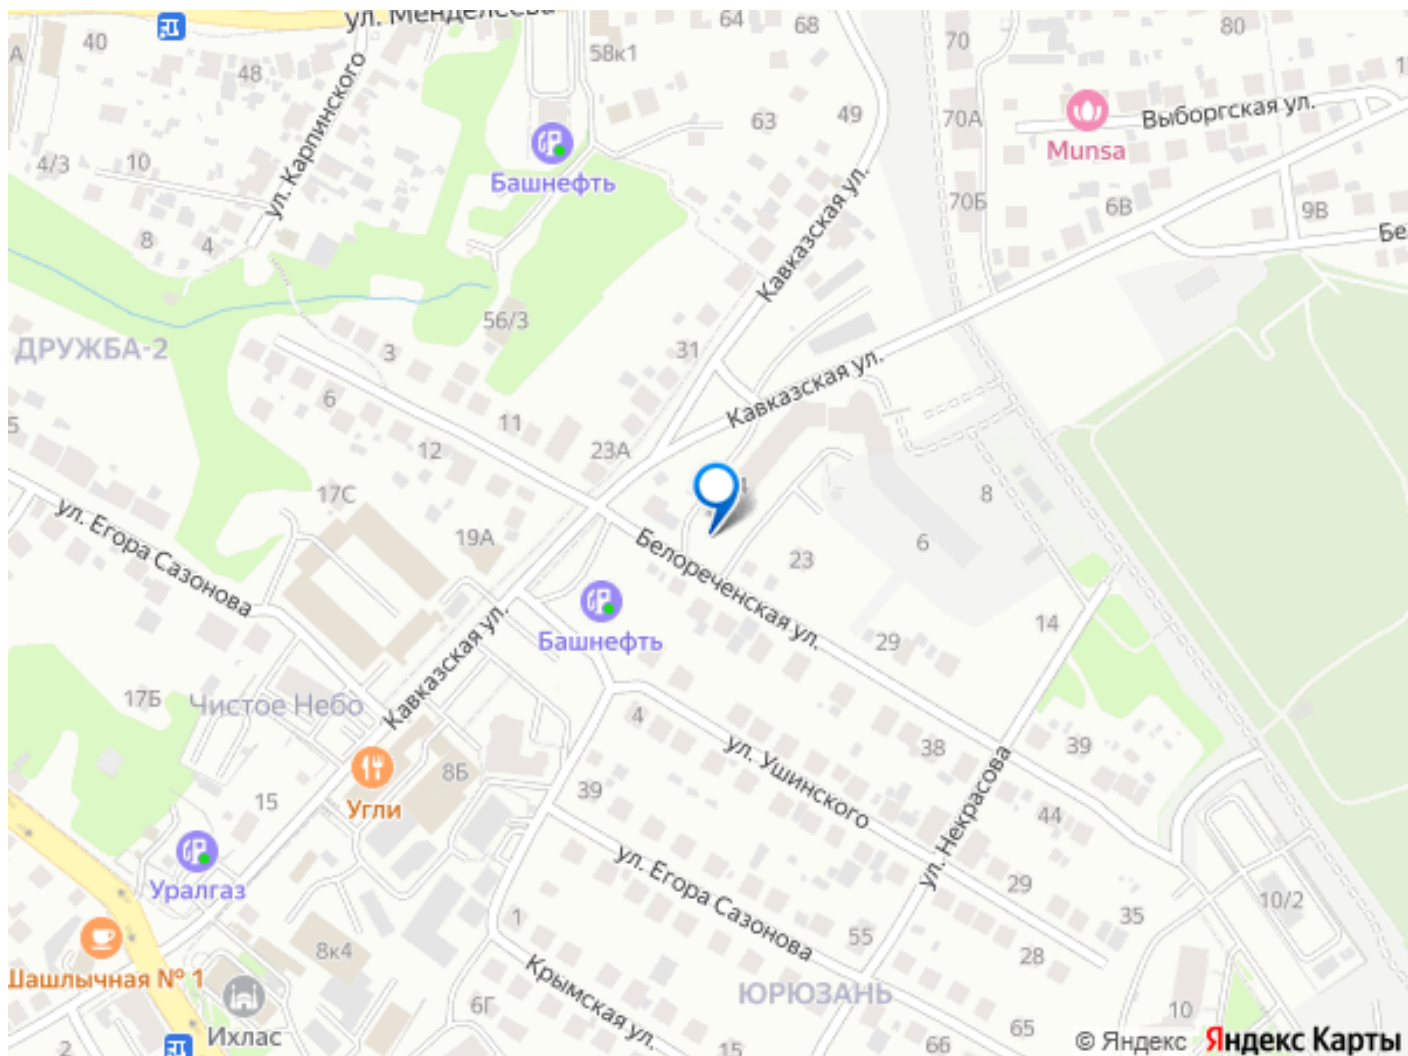 ул. Менделеева
64
68
40
48
58к1
70
80
63
49
70А
Выборгская ул.
Munsa
4/3
10
ул. Карпинского
Башнефть
Кавказская ул.
70Б
6В
9В
Бе
8
4
56/3
ДРУЖБА-2
3
31
Кавказская ул.
6
11
12
23А
17С
19А
8
6
23
ул. Егора Сазонова
Белореченская ул.
Башнефть
Кавказская ул.
14
29
17Б
Чистое Небо
4
ул. Ушинского
38
39
ул. Некрасова
15
Угли
8Б
39
44
Уралгаз
ул. Егора Сазонова
29
10/2
35
1
55
28
Шашлычная № 1
8к4
Крымская ул.
ЮРЮЗАНЬ
6Г
10
65
Ихлас
2
15
66
© Яндекс Яндекс Карты